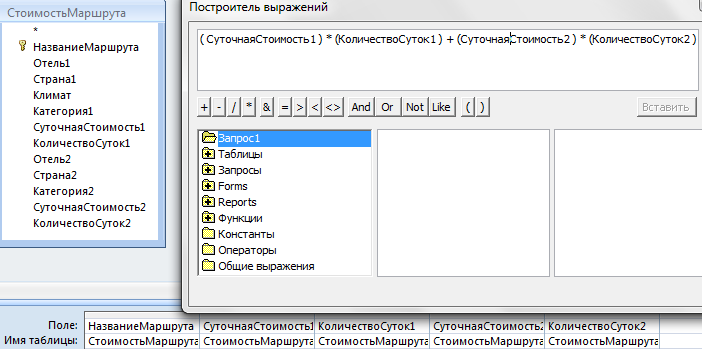 СтоимостьМаршрута
*
НазваниеМаршрута
Отель1
Страна1
Климат
Категория1
СуточнаяСтоимость1
КоличествоСуток1
Отель2
Страна2
Категория2
СуточнаяСтоимость2
КоличествоСуток2
Построитель выражений
( СуточнаяСтоимость1 ) * (КоличествоСуток1 ) + (СуточнаяСтоимость2 ) * (КоличествоСуток2 )
+ - / * & = > < <> And Or Not Like ( ) Вставить
Запрос1
Таблицы
Запросы
Forms
Reports
Функции
Константы
Операторы
Общие выражения
Поле: НазваниеМаршрута СуточнаяСтоимость1 КоличествоСуток1 СуточнаяСтоимость2 КоличествоСуток2
Имя таблицы: СтоимостьМаршрута СтоимостьМаршрута СтоимостьМаршрута СтоимостьМаршрута СтоимостьМаршрута